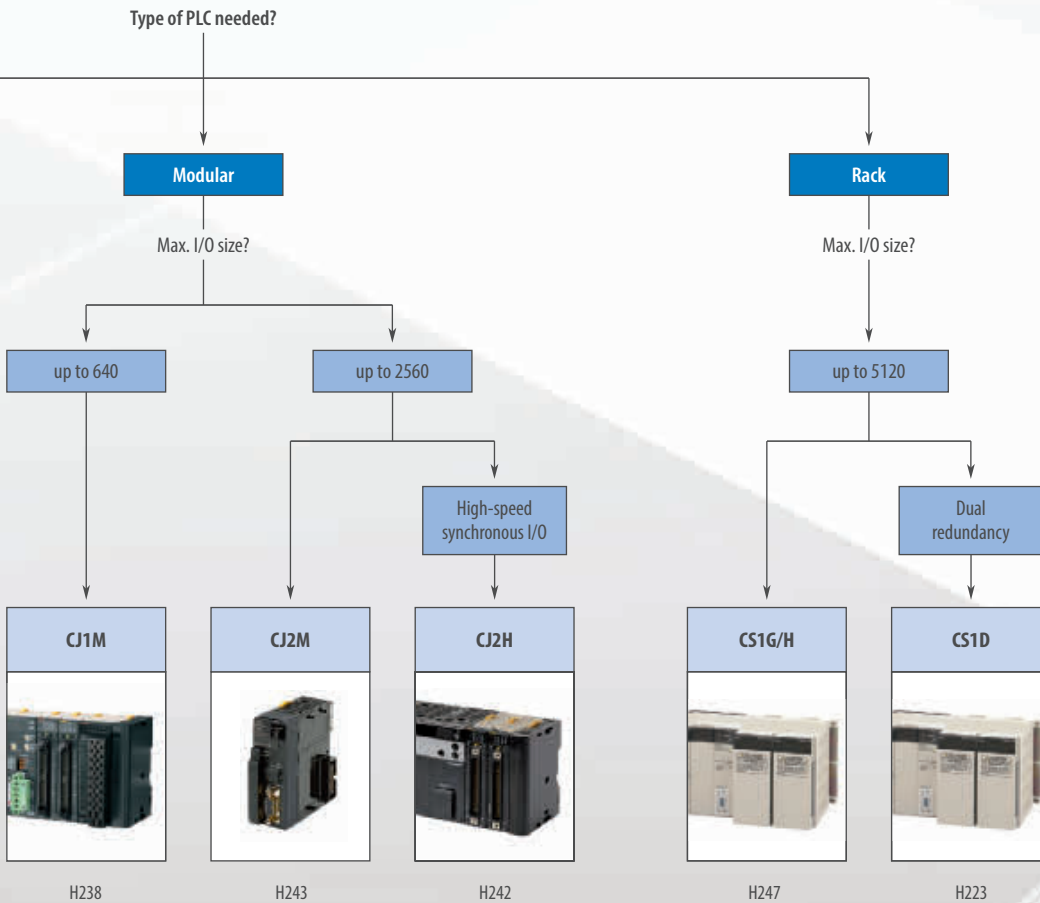 Type of PLC needed?
Modular
Rack
Max. I/O size?
Max. I/O size?
up to 640
up to 2560
up to 5120
High-speed
synchronous I/O
Dual
redundancy
CJ1M
CJ2M
CJ2H
CS1G/H
CS1D
H238
H243
H242
H247
H223